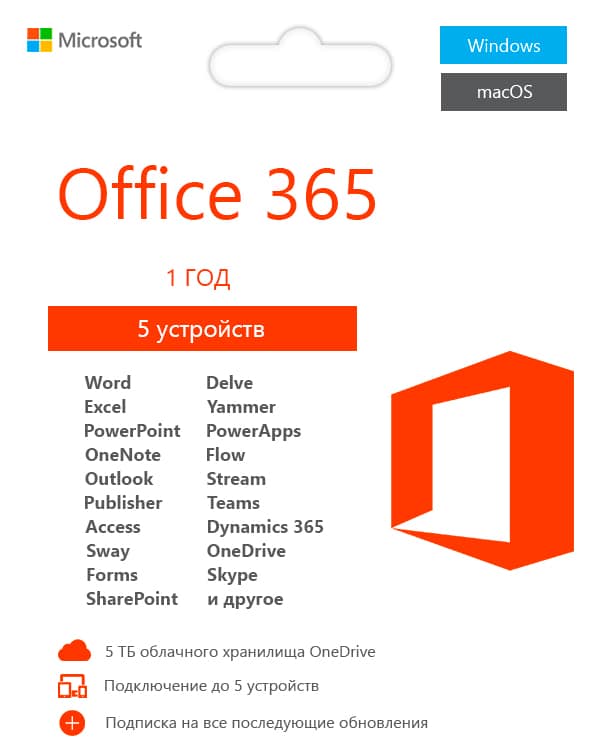 Microsoft
Windows
macOS
Office 365
1 ГОД
5 устройств
Word
Excel
PowerPoint
OneNote
Outlook
Publisher
Access
Sway
Forms
SharePoint
Delve
Yammer
PowerApps
Flow
Stream
Teams
Dynamics 365
OneDrive
Skype
и другое
5 ТБ облачного хранилища OneDrive
Подключение до 5 устройств
Подписка на все последующие обновления